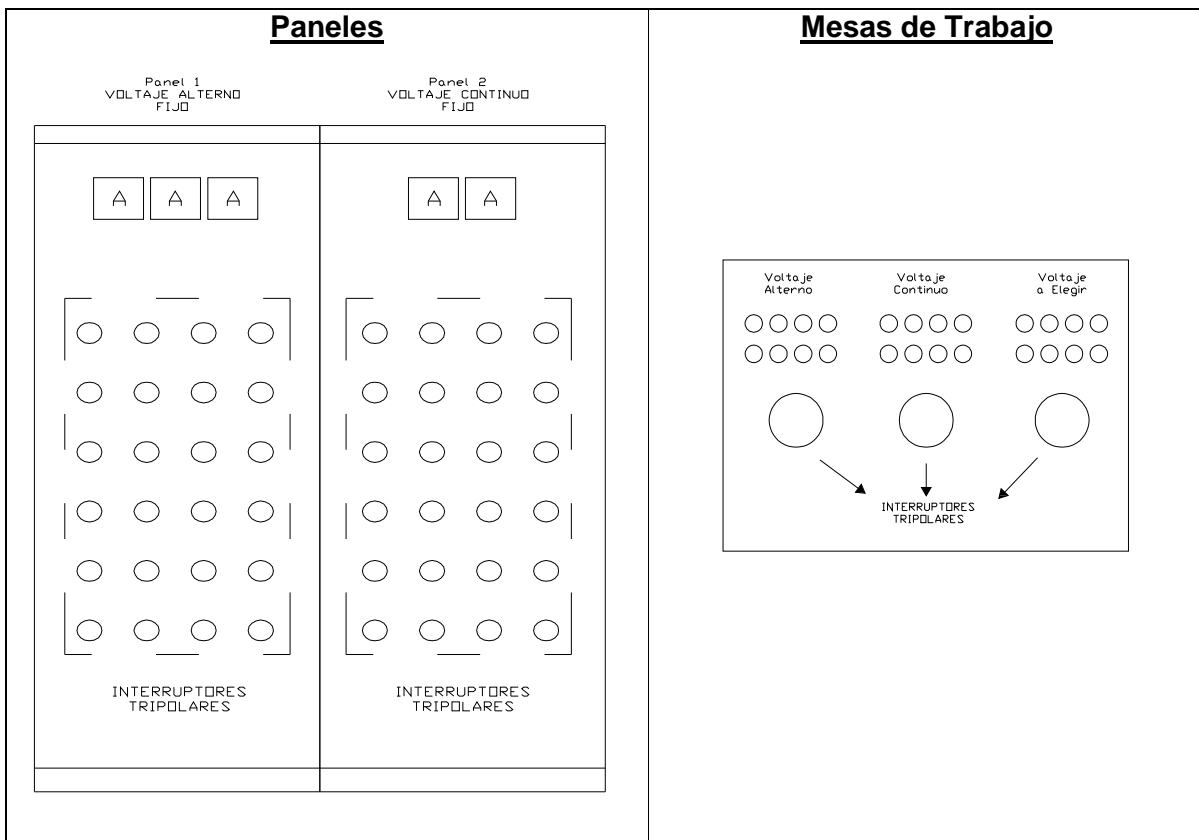 Paneles
Mesas de Trabajo
Panel 1
VOLTAJE ALTERNO
FIJO
Panel 2
VOLTAJE CONTINUO
FIJO
A A A
A A
INTERRUPTORES
TRIPOLARES
INTERRUPTORES
TRIPOLARES
Voltaje
Alterno
Voltaje
Continuo
Voltaje
a Elegir
INTERRUPTORES
TRIPOLARES